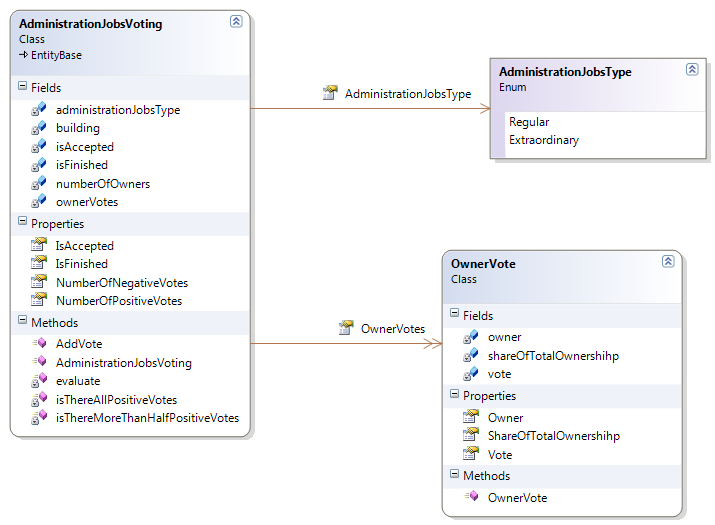 AdministrationJobsVoting
Class
EntityBase
Fields
administrationJobsType
building
isAccepted
isFinished
numberOfOwners
ownerVotes
Properties
IsAccepted
IsFinished
NumberOfNegativeVotes
NumberOfPositiveVotes
Methods
AddVote
AdministrationJobsVoting
evaluate
isThereAllPositiveVotes
isThereMoreThanHalfPositiveVotes
AdministrationJobsType
AdministrationJobsType
Enum
Regular
Extraordinary
OwnerVotes
OwnerVote
Class
Fields
owner
shareOfTotalOwnershihp
vote
Properties
Owner
ShareOfTotalOwnershihp
Vote
Methods
OwnerVote